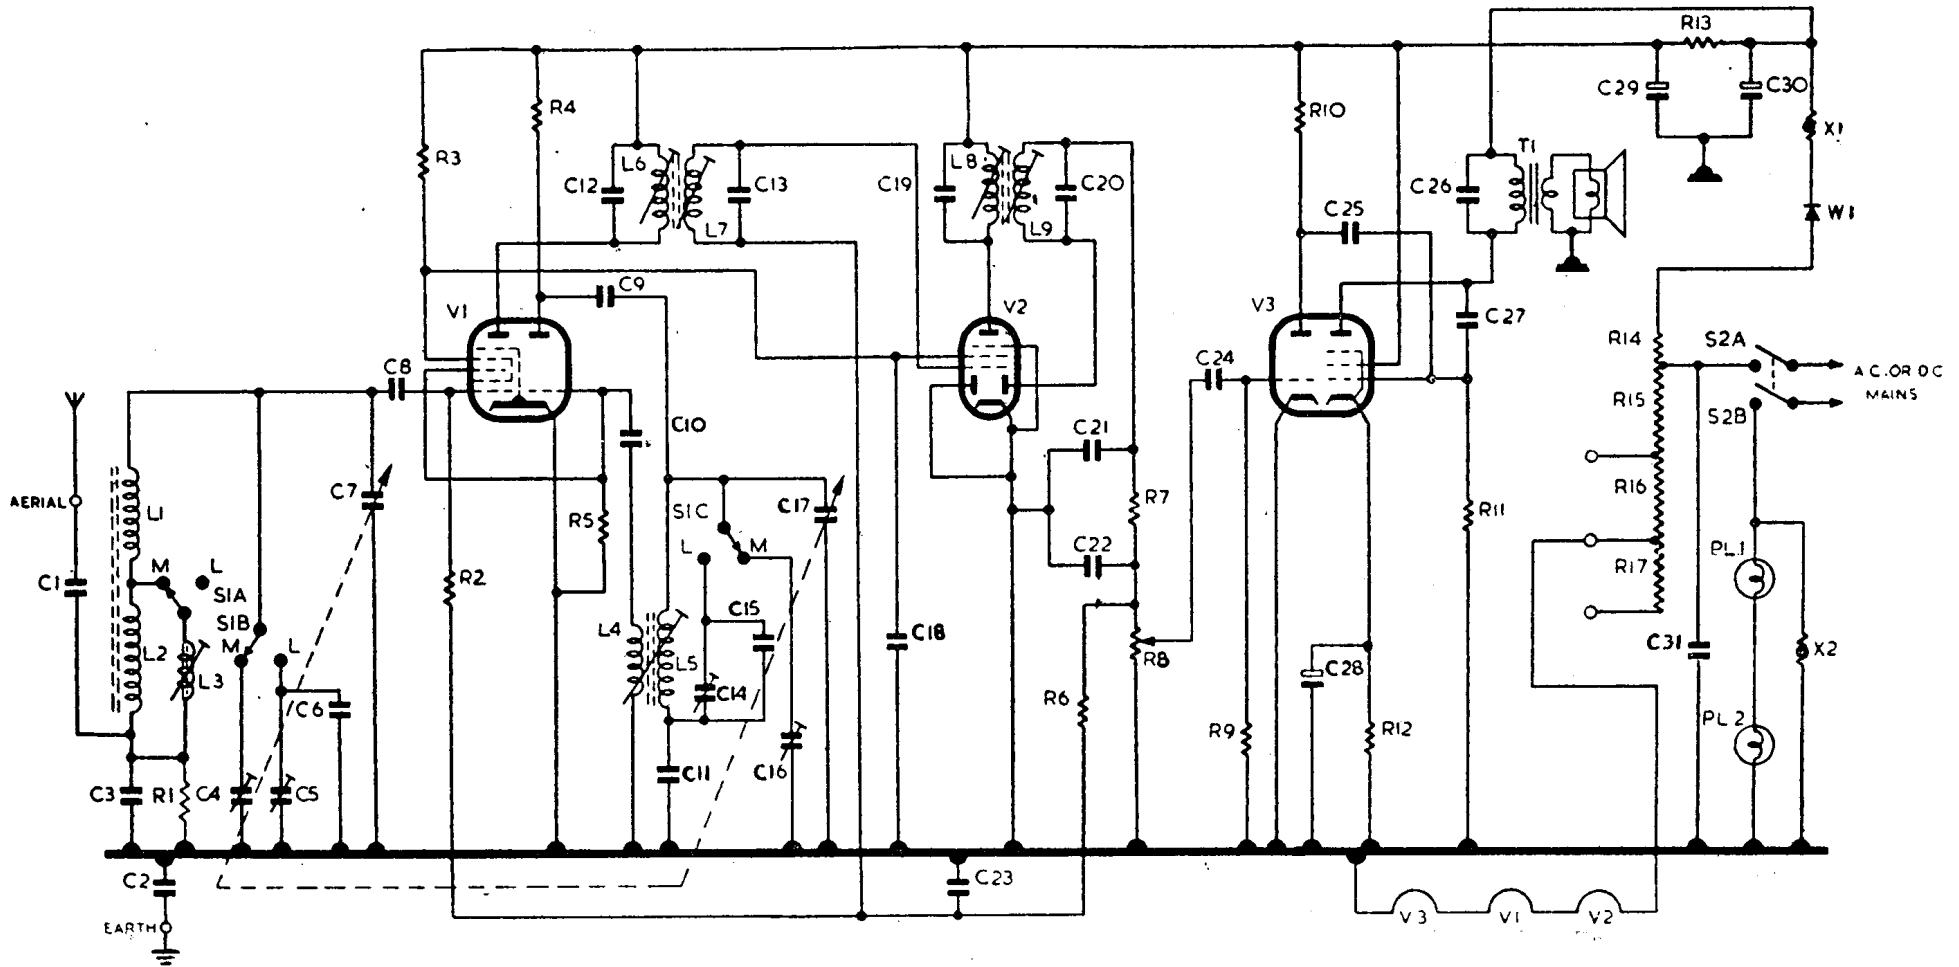 R13
R4
R10
C29
C30
X1
R3
L6
L8
T1
C12
C13
C19
C20
C26
L7
L9
C25
W1
C9
V1
V2
V3
C27
R14
S2A
C8
C24
A.C. OR D.C
MAINS
R15
S2B
C10
C21
AERIAL
L1
C7
R5
S1C
C17
R7
R11
R16
M
L
M
L
C22
PL.1
R17
C1
S1A
R2
C15
S1B
L4
C18
M
L
L2
L3
L5
R8
C31
X2
C14
C28
C6
R6
PL 2
R9
R12
C3
R1
C4
C5
C11
C16
C2
C23
EARTH
V3
V1
V2